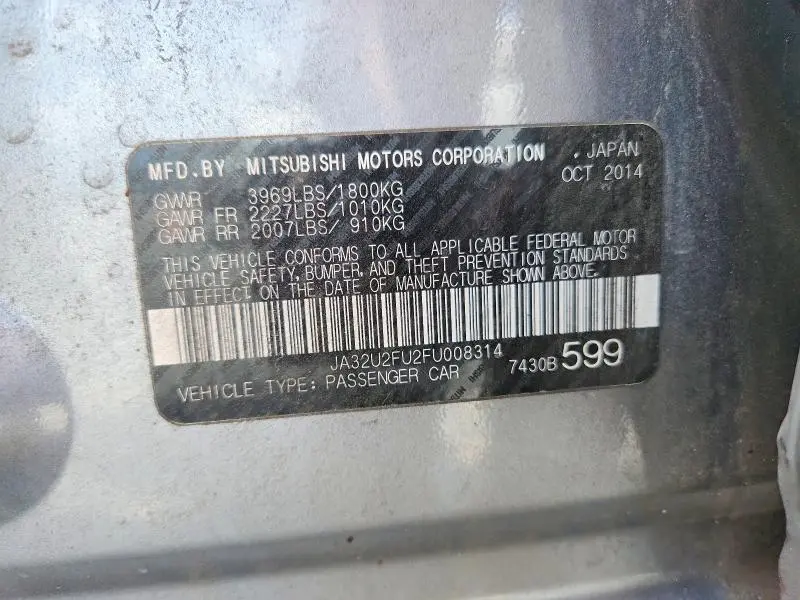 MFD.BY MITSUBISHI MOTORS CORPORATION , JAPAN
GVWR 3969LBS/1800KG OCT 2014
GAWR FR 2227LBS/1010KG
GAWR RR 2007LBS/ 910KG
THIS VEHICLE CONFORMS TO ALL APPLICABLE FEDERAL MOTOR
VEHICLE SAFETY, BUMPER, AND THEFT PREVENTION STANDARDS
IN EFFECT ON THE DATE OF MANUFACTURE SHOWN ABOVE.
JA32U2FU2FU008314
7430B 599
VEHICLE TYPE: PASSENGER CAR